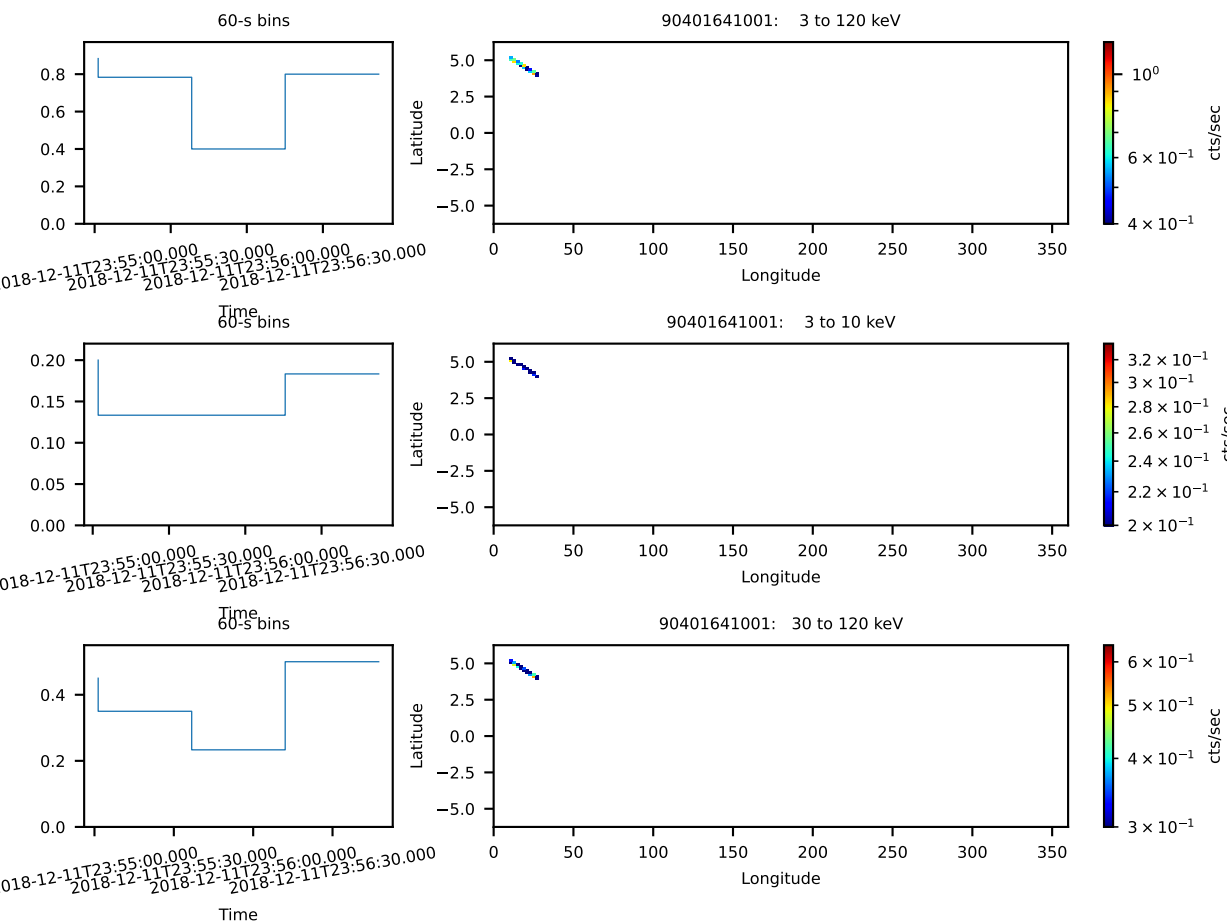 60-s bins
0.8
0.6
0.4
0.2
0.0
2018-12-11T23:55:00.000
2018-12-11T23:55:30.000
2018-12-11T23:56:00.000
2018-12-11T23:56:30.000
Time
90401641001: 3 to 120 keV
Latitude
5.0
2.5
0.0
−2.5
−5.0
0 50 100 150 200 250 300 350
Longitude
10⁰
6 × 10⁻¹
4 × 10⁻¹
cts/sec
60-s bins
0.20
0.15
0.10
0.05
0.00
2018-12-11T23:55:00.000
2018-12-11T23:55:30.000
2018-12-11T23:56:00.000
2018-12-11T23:56:30.000
Time
90401641001: 3 to 10 keV
Latitude
5.0
2.5
0.0
−2.5
−5.0
0 50 100 150 200 250 300 350
Longitude
3.2 × 10⁻¹
3 × 10⁻¹
2.8 × 10⁻¹
2.6 × 10⁻¹
2.4 × 10⁻¹
2.2 × 10⁻¹
2 × 10⁻¹
cts/sec
60-s bins
0.4
0.2
0.0
2018-12-11T23:55:00.000
2018-12-11T23:55:30.000
2018-12-11T23:56:00.000
2018-12-11T23:56:30.000
Time
90401641001: 30 to 120 keV
Latitude
5.0
2.5
0.0
−2.5
−5.0
0 50 100 150 200 250 300 350
Longitude
6 × 10⁻¹
5 × 10⁻¹
4 × 10⁻¹
3 × 10⁻¹
cts/sec